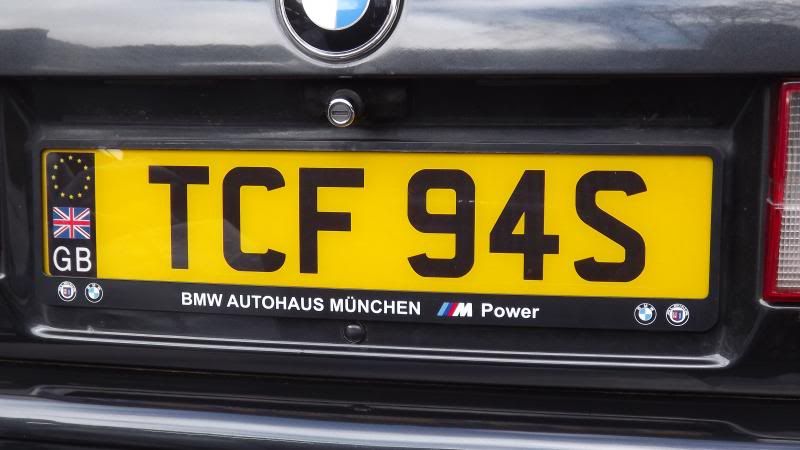 TCF 94S
GB
BMW AUTOHAUS MÜNCHEN M Power